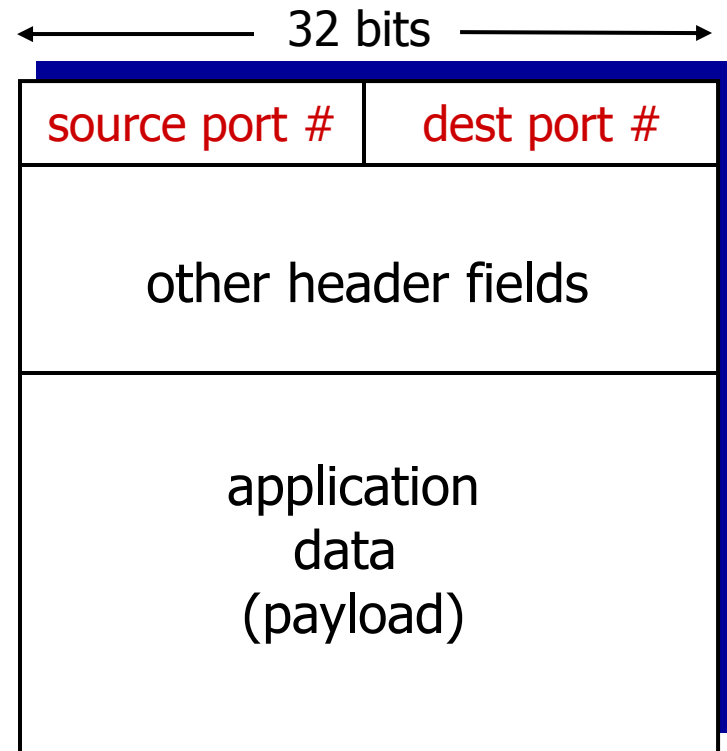 32 bits
source port # dest port #
other header fields
application
data
(payload)